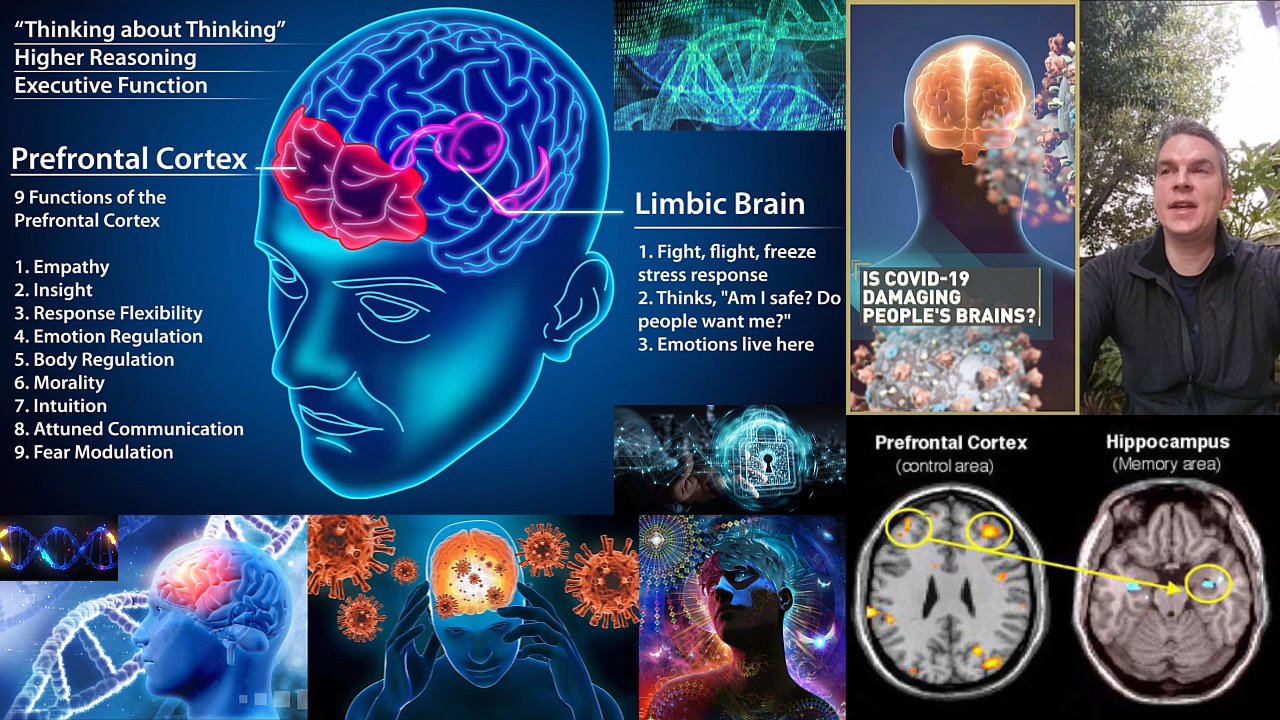 “Thinking about Thinking”
Higher Reasoning
Executive Function
Prefrontal Cortex
9 Functions of the
Prefrontal Cortex
1. Empathy
2. Insight
3. Response Flexibility
4. Emotion Regulation
5. Body Regulation
6. Morality
7. Intuition
8. Attuned Communication
9. Fear Modulation
Limbic Brain
1. Fight, flight, freeze
stress response
2. Thinks, "Am I safe? Do
people want me?"
3. Emotions live here
IS COVID-19
DAMAGING
PEOPLE'S BRAINS?
Prefrontal Cortex
(control area)
Hippocampus
(Memory area)